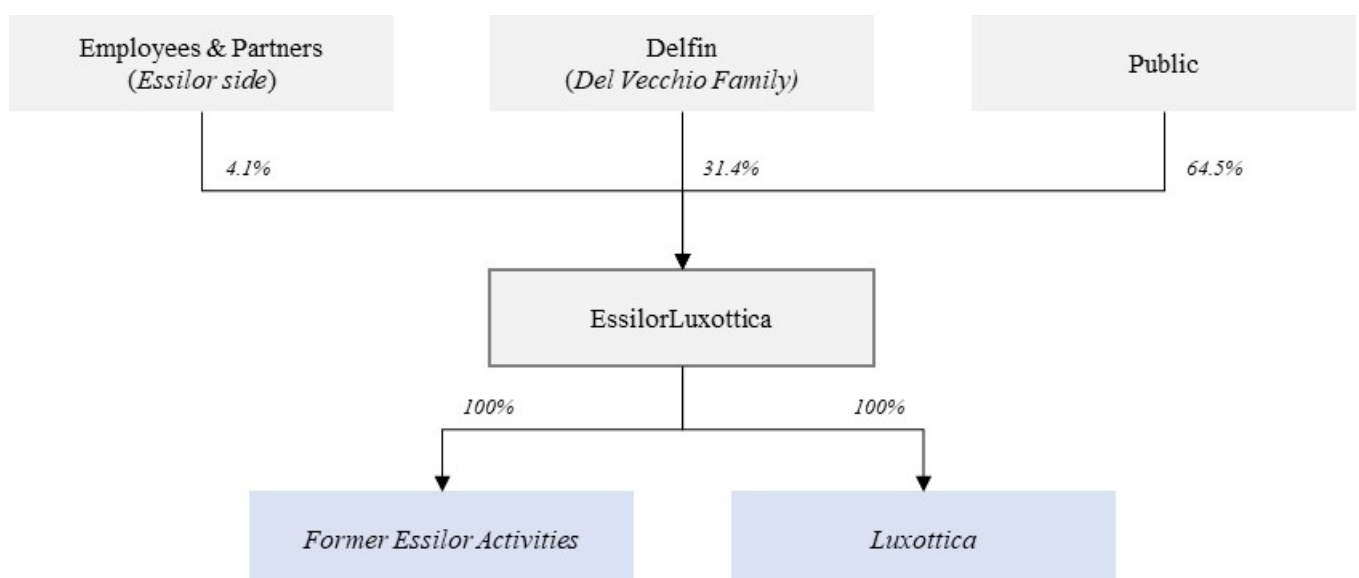 Employees & Partners
(Essilor side)
Delfin
(Del Vecchio Family)
Public
4.1%
31.4%
64.5%
EssilorLuxottica
100%
100%
Former Essilor Activities
Luxottica